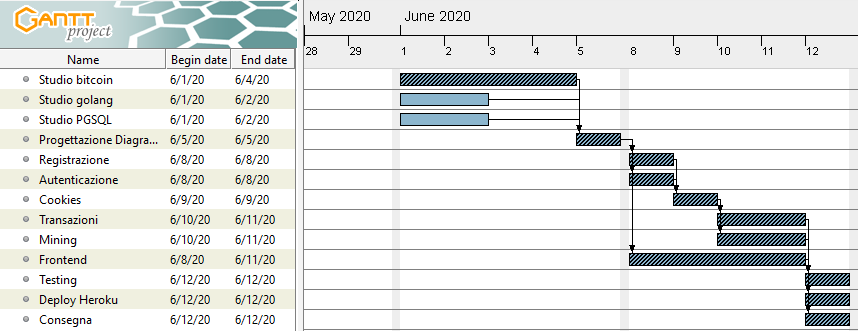 GANTT
project
May 2020
June 2020
28 29 1 2 3 4 5 8 9 10 11 12
Name Begin date End date
Studio bitcoin 6/1/20 6/4/20
Studio golang 6/1/20 6/2/20
Studio PGSQL 6/1/20 6/2/20
Progettazione Diagra... 6/5/20 6/5/20
Registrazione 6/8/20 6/8/20
Autenticazione 6/8/20 6/8/20
Cookies 6/9/20 6/9/20
Transazioni 6/10/20 6/11/20
Mining 6/10/20 6/11/20
Frontend 6/8/20 6/11/20
Testing 6/12/20 6/12/20
Deploy Heroku 6/12/20 6/12/20
Consegna 6/12/20 6/12/20